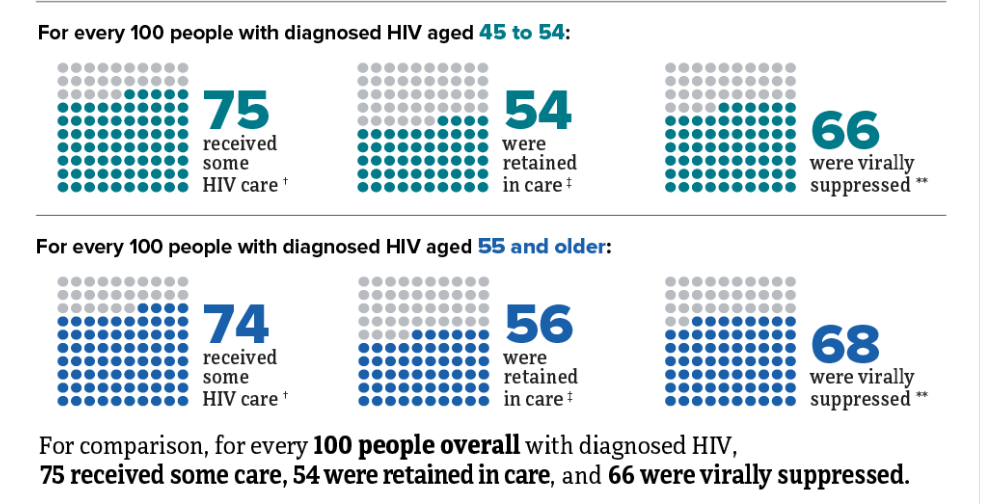 For every 100 people with diagnosed HIV aged 45 to 54:
75
received
some
HIV care †
54
were
retained
in care ‡
66
were virally
suppressed **
For every 100 people with diagnosed HIV aged 55 and older:
74
received
some
HIV care †
56
were
retained
in care ‡
68
were virally
suppressed **
For comparison, for every 100 people overall with diagnosed HIV,
75 received some care, 54 were retained in care, and 66 were virally suppressed.